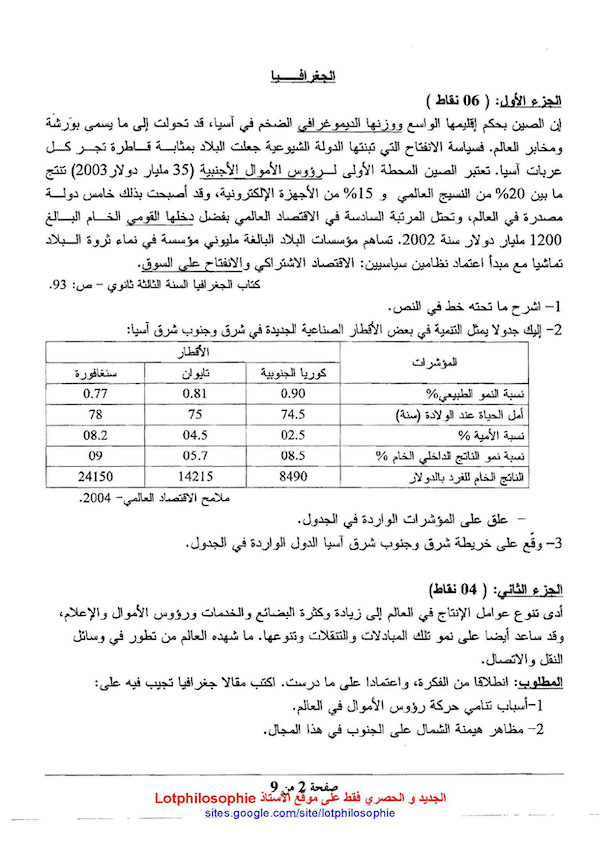 الجغرافـــــيا
الجزء الأول: ( 06 نقاط )
إن الصين بحكم إقليمها الواسع ووزنها الديموغرافي الضخم في آسيا، قد تحولت إلى ما يسمى بوَرشَة
ومخابر العالم. فسياسة الانفتاح التي تبنتها الدولة الشيوعية جعلت البلاد بمثابـة قـاطرة تجـر كـل
عربات آسيا. تعتبر الصين المحطة الأولى لـرؤوس الأموال الأجنبية (35 مليار دولار2003) تنتج
ما بين 20% من النسيج العالمي و 15% من الأجهزة الإلكترونية، وقد أصبحت بذلك خامس دولـة
مصدرة في العالم، وتحتل المرتبة السادسة في الاقتصاد العالمي بفضل دخلها القومي الخـام البـالغ
1200 مليار دولار سنة 2002. تساهم مؤسسات البلاد البالغة مليوني مؤسسة في نماء ثروة الـبلاد
تماشيا مع مبدأ اعتماد نظامين سياسيين: الاقتصاد الاشتراكي والانفتاح على السوق.
كتاب الجغرافيا السنة الثالثة ثانوي – ص: 93.
1– اشرح ما تحته خط في النص.
2– إليك جدولا يمثل التنمية في بعض الأقطار الصناعية الجديدة في شرق وجنوب شرق آسيا:
المؤشرات الأقطار
كوريا الجنوبية تايوان سنغافورة
نسبة النمو الطبيعي% 0.90 0.81 0.77
أمل الحياة عند الولادة (سنة) 74.5 75 78
نسبة الأمية % 02.5 04.5 08.2
نسبة نمو الناتج الداخلي الخام % 08.5 05.7 09
الناتج الخام للفرد بالدولار 8490 14215 24150
ملامح الاقتصاد العالمي– 2004.
– علق على المؤشرات الواردة في الجدول.
3– وقّع على خريطة شرق وجنوب شرق آسيا الدول الواردة في الجدول.
الجزء الثاني: ( 04 نقاط)
أدى تنوع عوامل الإنتاج في العالم إلى زيادة وكثرة البضائع والخدمات ورؤوس الأموال والإعلام،
وقد ساعد أيضا على نمو تلك المبادلات والتنقلات وتنوعها. ما شهده العالم من تطور في وسائل
النقل والاتصال.
المطلوب: انطلاقا من الفكرة، واعتمادا على ما درست. اكتب مقالا جغرافيا تجيب فيه على:
1–أسباب تنامي حركة رؤوس الأموال في العالم.
2– مظاهر هيمنة الشمال على الجنوب في هذا المجال.
صفحة 2 من 9
الجديد و الحصري فقط على موقع الأستاذ Lotphilosophie
sites.google.com/site/lotphilosophie